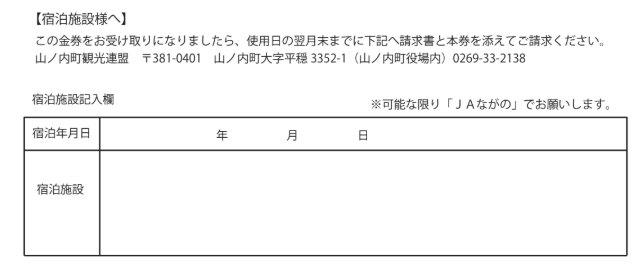 【宿泊施設様へ】
この金券をお受け取りになりましたら、使用日の翌月末までに下記へ請求書と本券を添えてご請求ください。
山ノ内町観光連盟　〒381-0401　山ノ内町大字平穏 3352-1（山ノ内町役場内）0269-33-2138
宿泊施設記入欄
※可能な限り「ＪＡながの」でお願いします。
宿泊年月日　年　月　日
宿泊施設